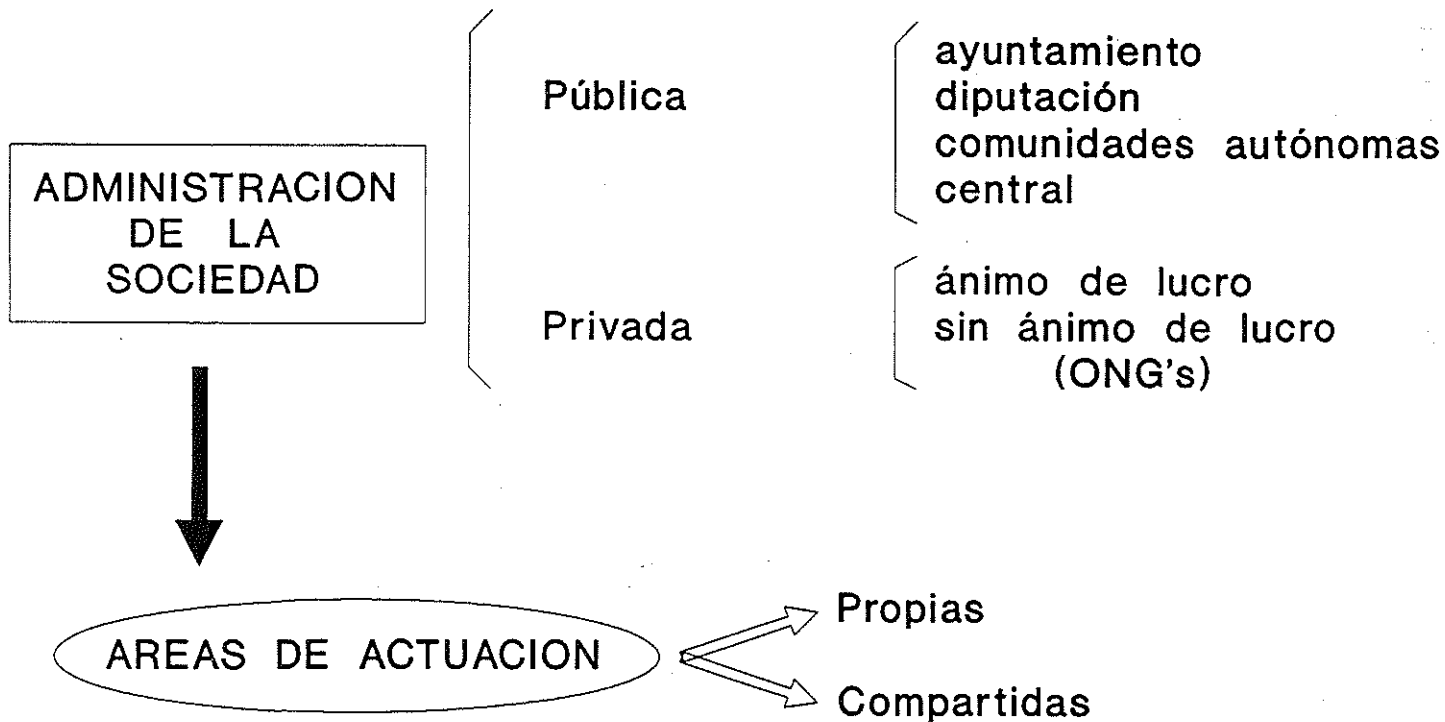 ADMINISTRACION
DE LA
SOCIEDAD
Pública
ayuntamiento
diputación
comunidades autónomas
central
Privada
ánimo de lucro
sin ánimo de lucro
(ONG's)
AREAS DE ACTUACION
Propias
Compartidas